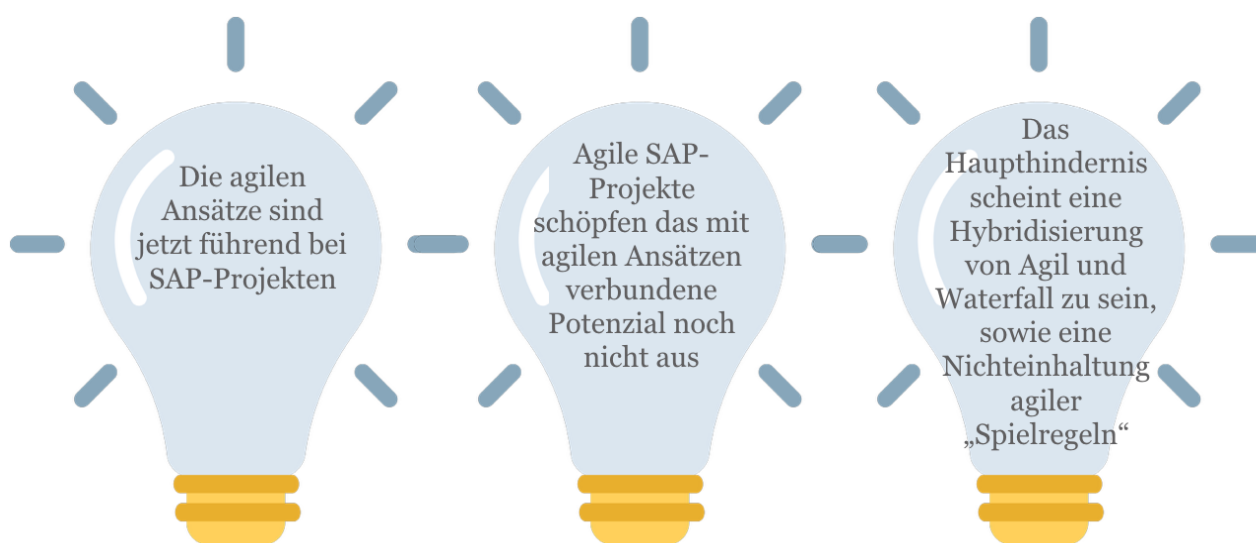 Die agilen
Ansätze sind
jetzt führend bei
SAP-Projekten
Agile SAP-
Projekte
schöpfen das mit
agilen Ansätzen
verbundene
Potenzial noch
nicht aus
Das
Haupthindernis
scheint eine
Hybridisierung
von Agil und
Waterfall zu sein,
sowie eine
Nichteinhaltung
agiler
„Spielregeln“